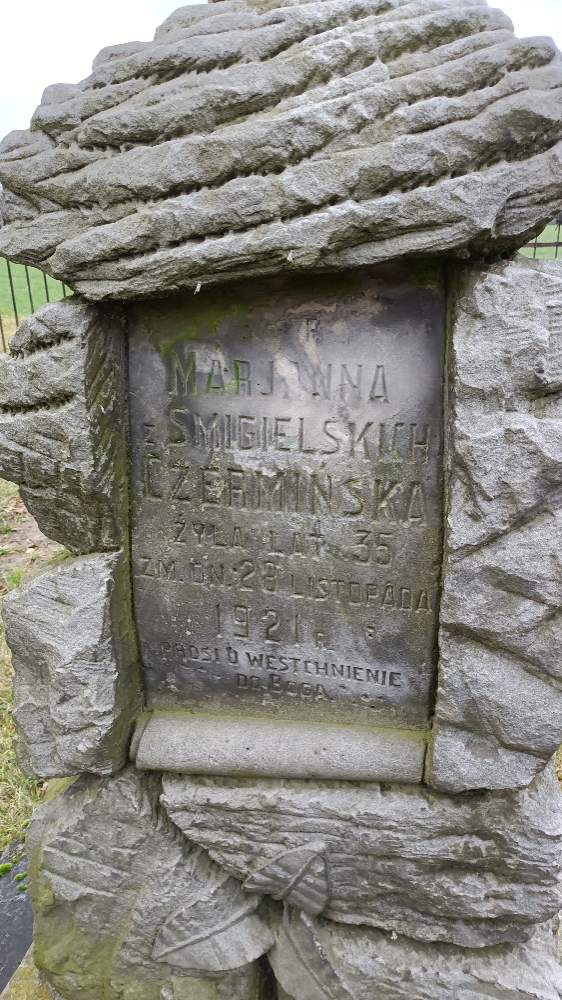 Ś P
MARJANNA
z ŚMIGIELSKICH
CZERMIŃSKA
ŻYŁA LAT 35
ZM. DN. 28 LISTOPADA
1921 R.
PROSI O WESTCHNIENIE
DO BOGA